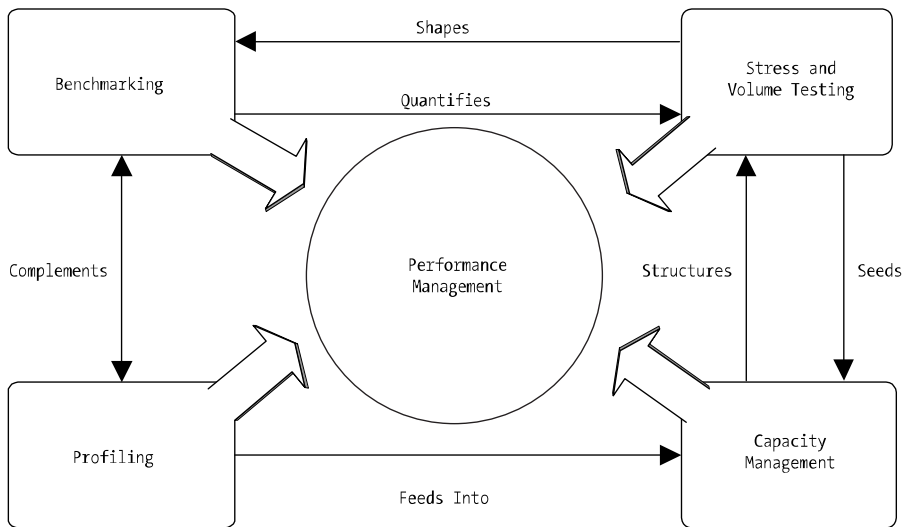 Shapes
Benchmarking
Stress and
Volume Testing
Quantifies
Complements
Performance
Management
Structures
Seeds
Profiling
Capacity
Management
Feeds Into